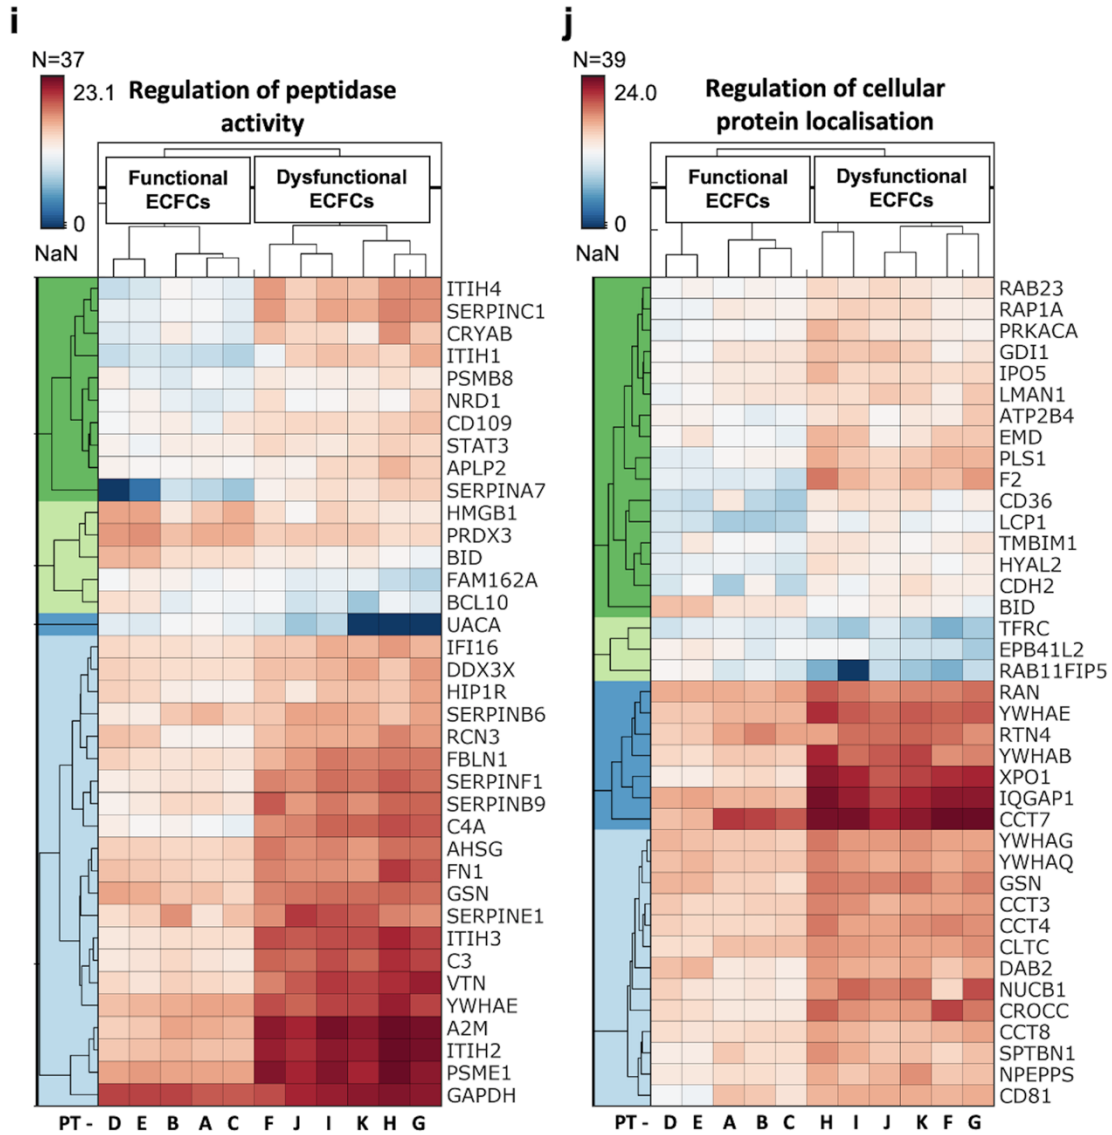 i
N=37
23.1
0
NaN
Regulation of peptidase
activity
Functional
ECFCs
Dysfunctional
ECFCs
ITIH4
SERPINC1
CRYAB
ITIH1
PSMB8
NRD1
CD109
STAT3
APLP2
SERPINA7
HMGB1
PRDX3
BID
FAM162A
BCL10
UACA
IFI16
DDX3X
HIP1R
SERPINB6
RCN3
FBLN1
SERPINF1
SERPINB9
C4A
AHSG
FN1
GSN
SERPINE1
ITIH3
C3
VTN
YWHAE
A2M
ITIH2
PSME1
GAPDH
PT - D E B A C F J I K H G
j
N=39
24.0
0
NaN
Regulation of cellular
protein localisation
Functional
ECFCs
Dysfunctional
ECFCs
RAB23
RAP1A
PRKACA
GDI1
IPO5
LMAN1
ATP2B4
EMD
PLS1
F2
CD36
LCP1
TMBIM1
HYAL2
CDH2
BID
TFRC
EPB41L2
RAB11FIP5
RAN
YWHAE
RTN4
YWHAB
XPO1
IQGAP1
CCT7
YWHAG
YWHAQ
GSN
CCT3
CCT4
CLTC
DAB2
NUCB1
CROCC
CCT8
SPTBN1
NPEPPS
CD81
PT - D E A B C H I J K F G